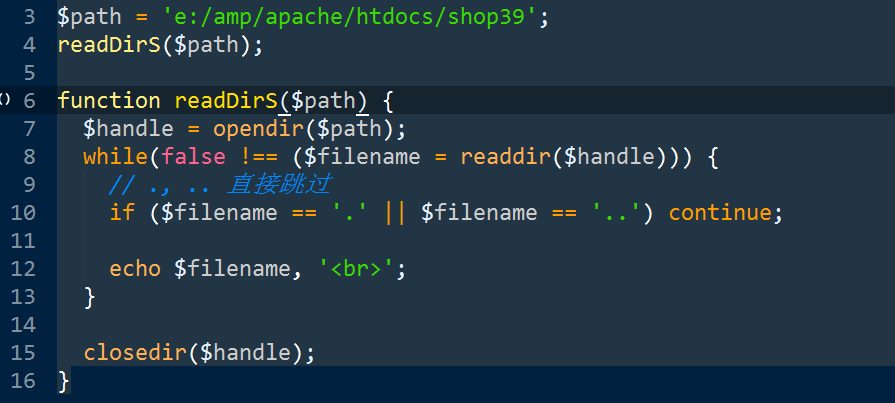 3 $path = 'e:/amp/apache/htdocs/shop39';
4 readDirS($path);
5
6 function readDirS($path) {
7   $handle = opendir($path);
8   while(false !== ($filename = readdir($handle))) {
9     // ., .. 直接跳过
10     if ($filename == '.' || $filename == '..') continue;
11
12     echo $filename, '<br>';
13   }
14
15   closedir($handle);
16 }